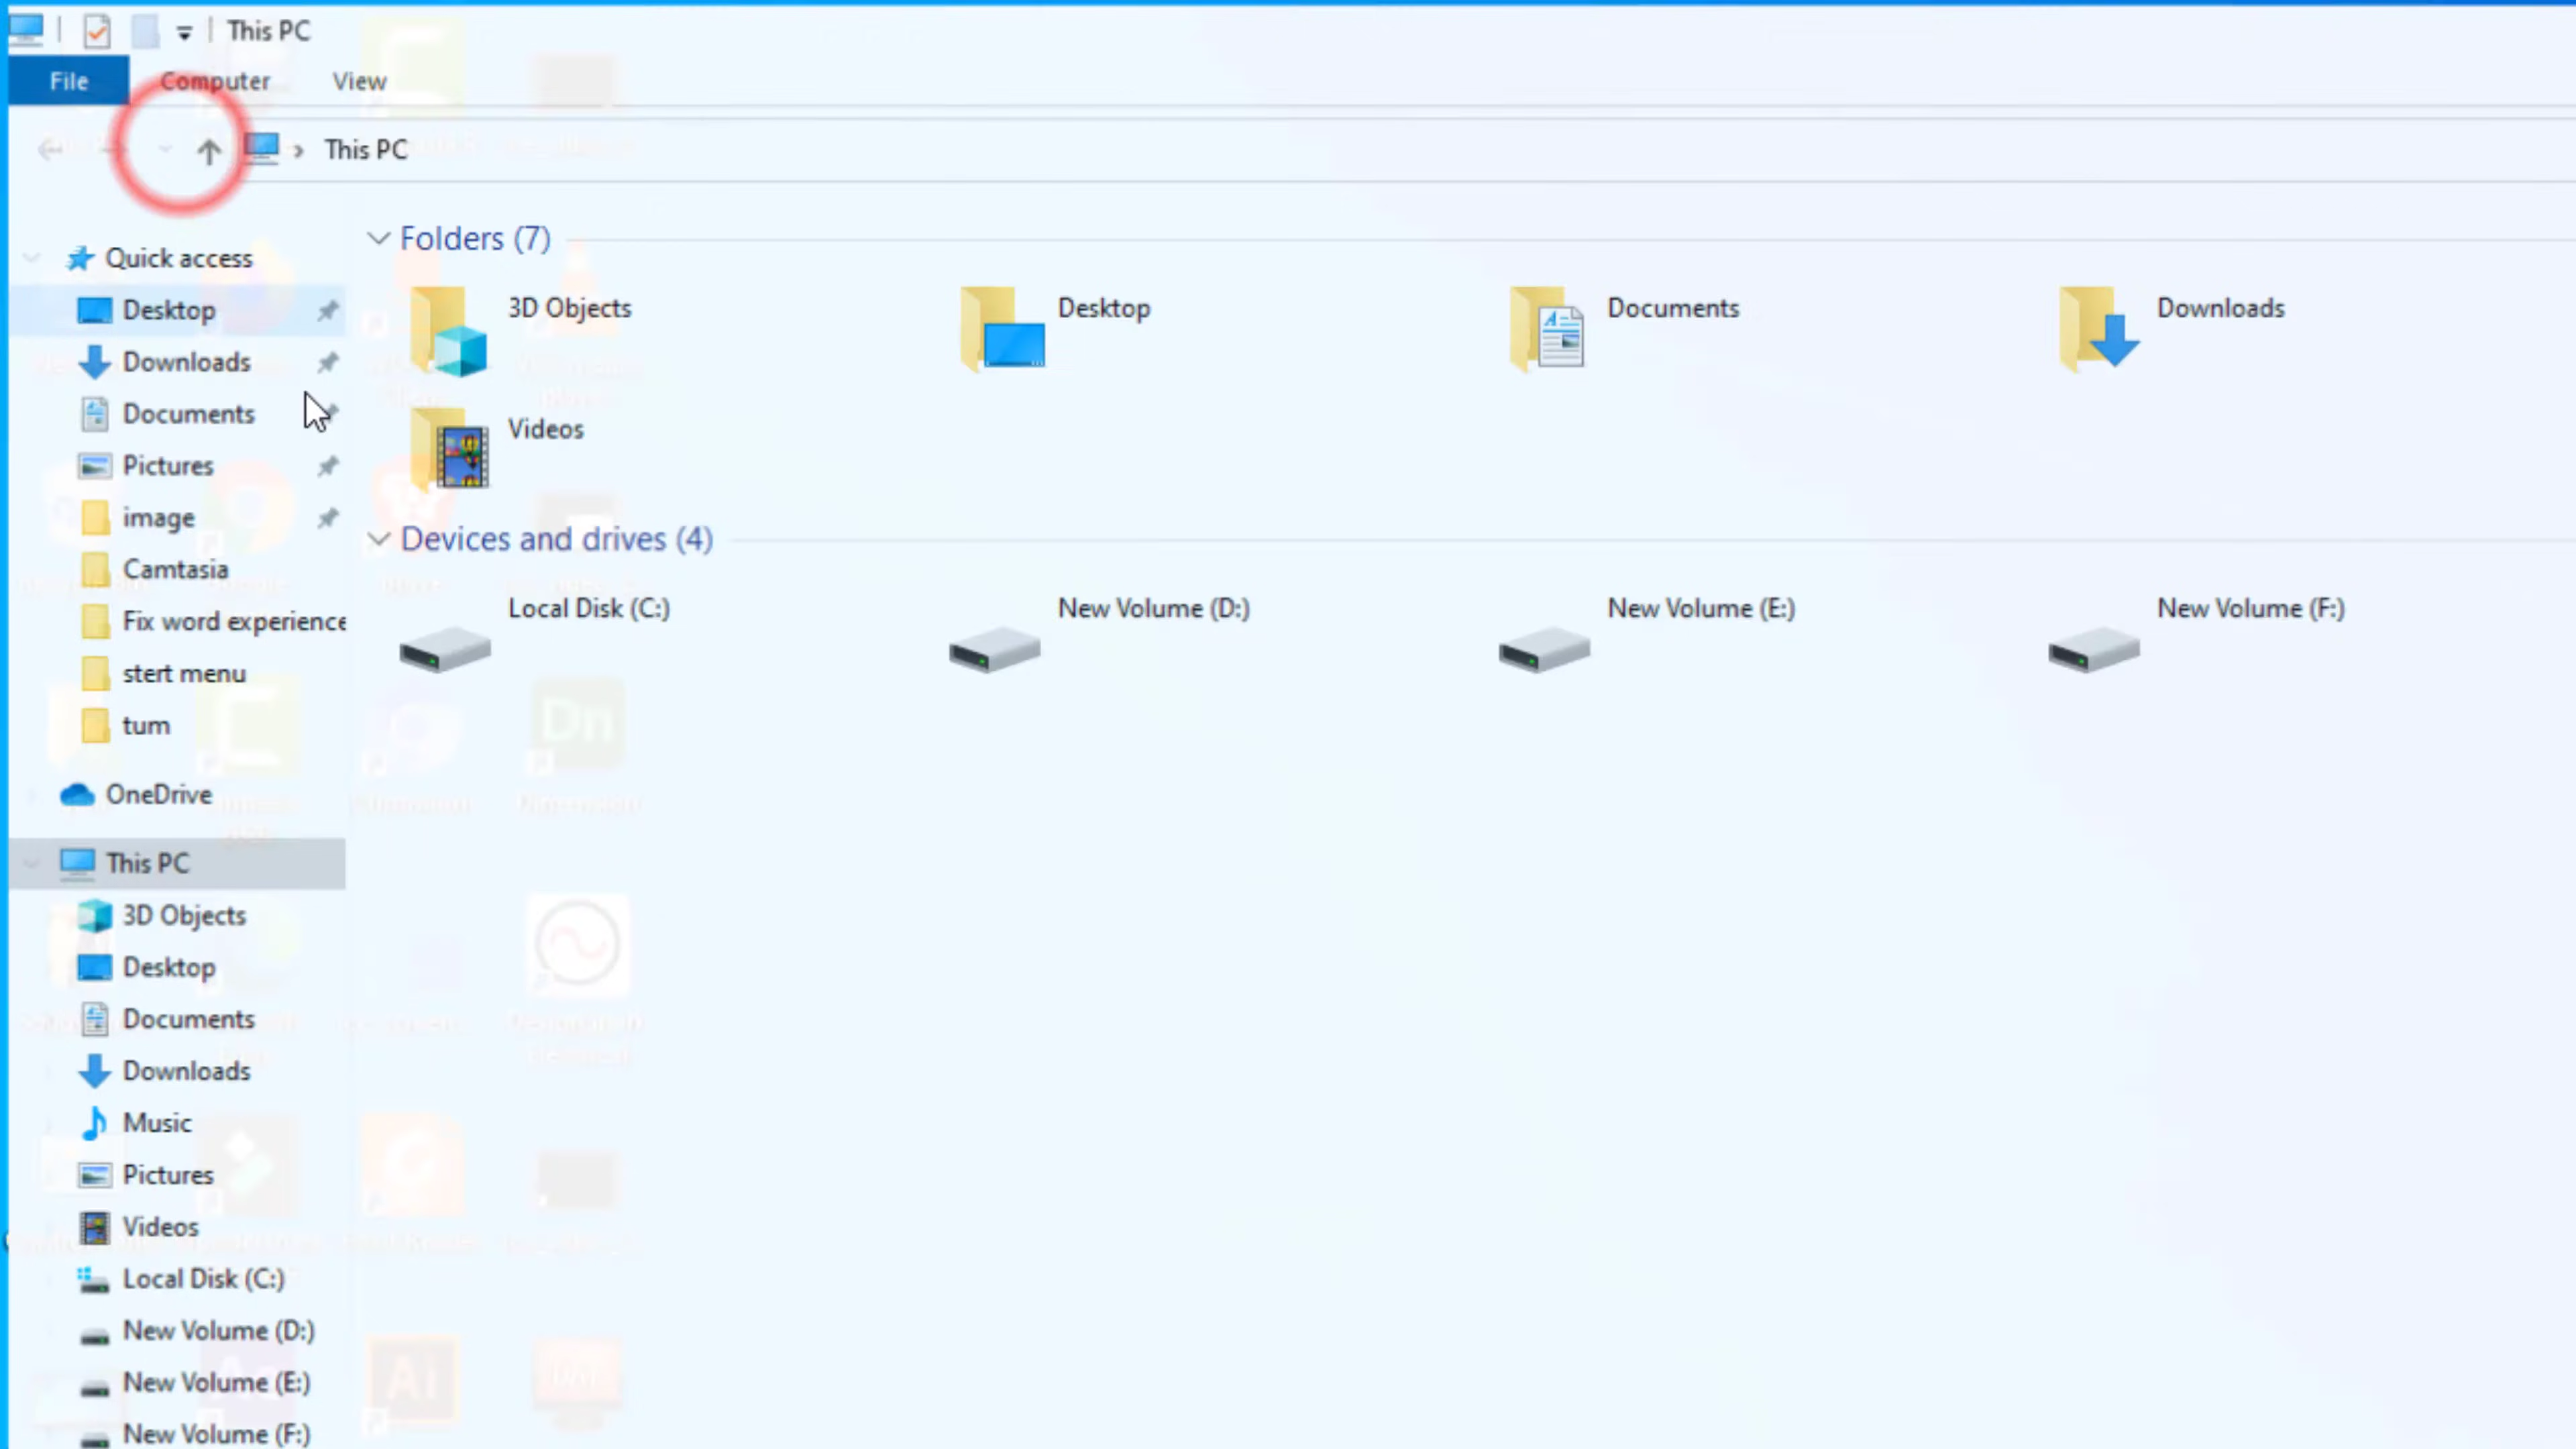 This PC
File Computer View
This PC
Quick access
Desktop
Downloads
Documents
Pictures
image
Camtasia
Fix word experience
stert menu
tum
OneDrive
This PC
3D Objects
Desktop
Documents
Downloads
Music
Pictures
Videos
Local Disk (C:)
New Volume (D:)
New Volume (E:)
New Volume (F:)
Folders (7)
3D Objects Desktop Documents Downloads
Videos
Devices and drives (4)
Local Disk (C:) New Volume (D:) New Volume (E:) New Volume (F:)
Dn
Ai